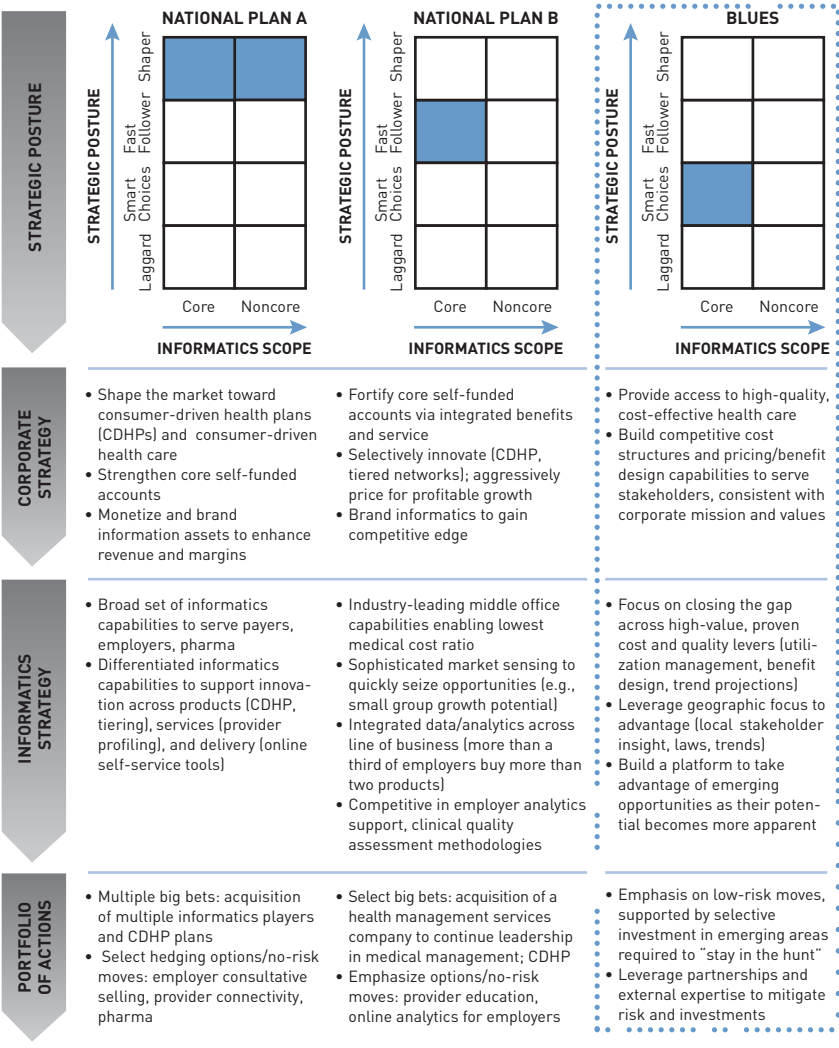 STRATEGIC POSTURE
NATIONAL PLAN A
STRATEGIC POSTURE
Shaper
Fast
Follower
Smart
Choices
Laggard
Core
Noncore
INFORMATICS SCOPE
NATIONAL PLAN B
STRATEGIC POSTURE
Shaper
Fast
Follower
Smart
Choices
Laggard
Core
Noncore
INFORMATICS SCOPE
BLUES
STRATEGIC POSTURE
Shaper
Fast
Follower
Smart
Choices
Laggard
Core
Noncore
INFORMATICS SCOPE
CORPORATE
STRATEGY
• Shape the market toward
consumer-driven health plans
(CDHPs) and consumer-driven
health care
• Strengthen core self-funded
accounts
• Monetize and brand
information assets to enhance
revenue and margins
• Fortify core self-funded
accounts via integrated benefits
and service
• Selectively innovate (CDHP,
tiered networks); aggressively
price for profitable growth
• Brand informatics to gain
competitive edge
• Provide access to high-quality,
cost-effective health care
• Build competitive cost
structures and pricing/benefit
design capabilities to serve
stakeholders, consistent with
corporate mission and values
INFORMATICS
STRATEGY
• Broad set of informatics
capabilities to serve payers,
employers, pharma
• Differentiated informatics
capabilities to support innova-
tion across products (CDHP,
tiering), services (provider
profiling), and delivery (online
self-service tools)
• Industry-leading middle office
capabilities enabling lowest
medical cost ratio
• Sophisticated market sensing to
quickly seize opportunities (e.g.,
small group growth potential)
• Integrated data/analytics across
line of business (more than a
third of employers buy more than
two products)
• Competitive in employer analytics
support, clinical quality
assessment methodologies
• Focus on closing the gap
across high-value, proven
cost and quality levers (utili-
zation management, benefit
design, trend projections)
• Leverage geographic focus to
advantage (local stakeholder
insight, laws, trends)
• Build a platform to take
advantage of emerging
opportunities as their poten-
tial becomes more apparent
PORTFOLIO
OF ACTIONS
• Multiple big bets: acquisition
of multiple informatics players
and CDHP plans
• Select hedging options/no-risk
moves: employer consultative
selling, provider connectivity,
pharma
• Select big bets: acquisition of a
health management services
company to continue leadership
in medical management; CDHP
• Emphasize options/no-risk
moves: provider education,
online analytics for employers
• Emphasis on low-risk moves,
supported by selective
investment in emerging areas
required to "stay in the hunt"
• Leverage partnerships and
external expertise to mitigate
risk and investments